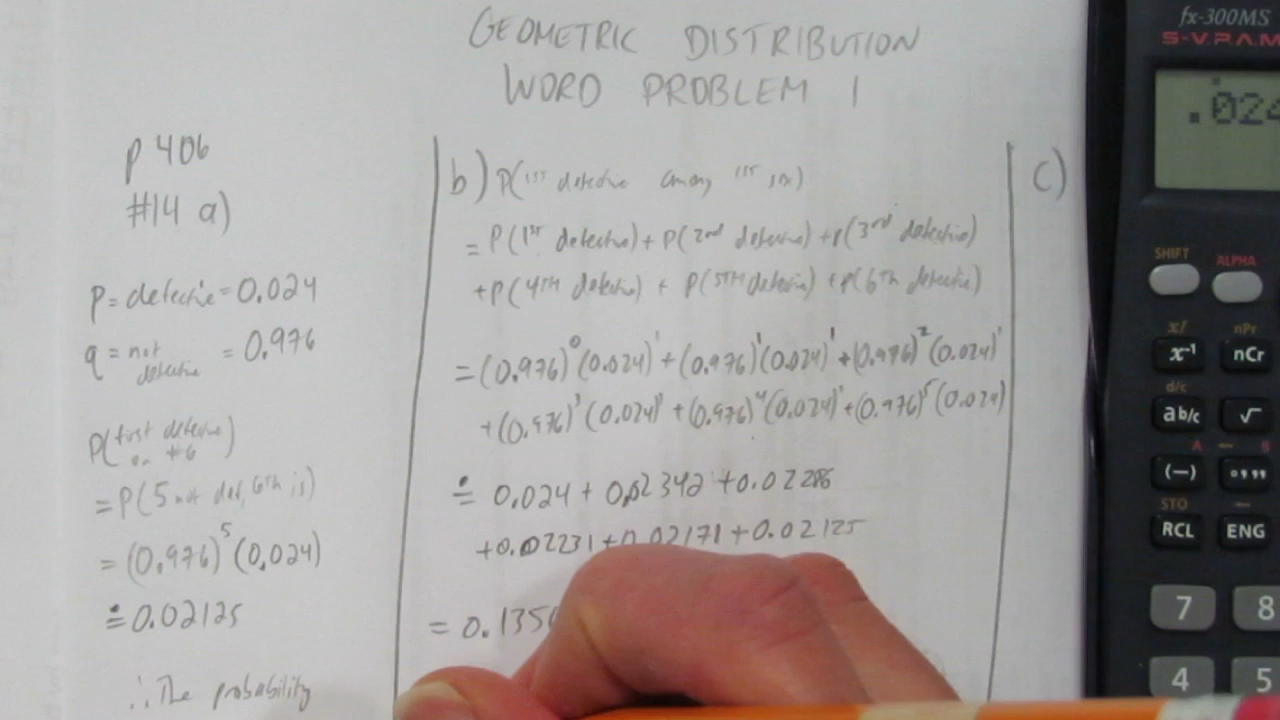 GEOMETRIC DISTRIBUTION
WORD PROBLEM 1
p 406
#14 a)
p = defective = 0.024
q = not defective = 0.976
P(first defective on #6)
= P(5 not def, 6TH is)
= (0.976)^5 (0.024)
≐ 0.02125
∴ The probability
b) P(1ST defective among 1ST six)
= P(1st defective) + P(2nd defective) + P(3rd defective)
+ P(4TH defective) + P(5TH defective) + P(6TH defective)
= (0.976)^0 (0.024)^1 + (0.976)^1 (0.024)^1 + (0.976)^2 (0.024)^1
+ (0.976)^3 (0.024)^1 + (0.976)^4 (0.024)^1 + (0.976)^5 (0.024)
≐ 0.024 + 0.02342 + 0.02286
+ 0.02231 + 0.02171 + 0.02125
= 0.135
c)
fx-300MS
S-V.P.A.M.
.024
SHIFT ALPHA
x! nPr
x^-1 nCr
d/c
ab/c √
A B
(−) °,,,
STO ←
RCL ENG
7 8
4 5